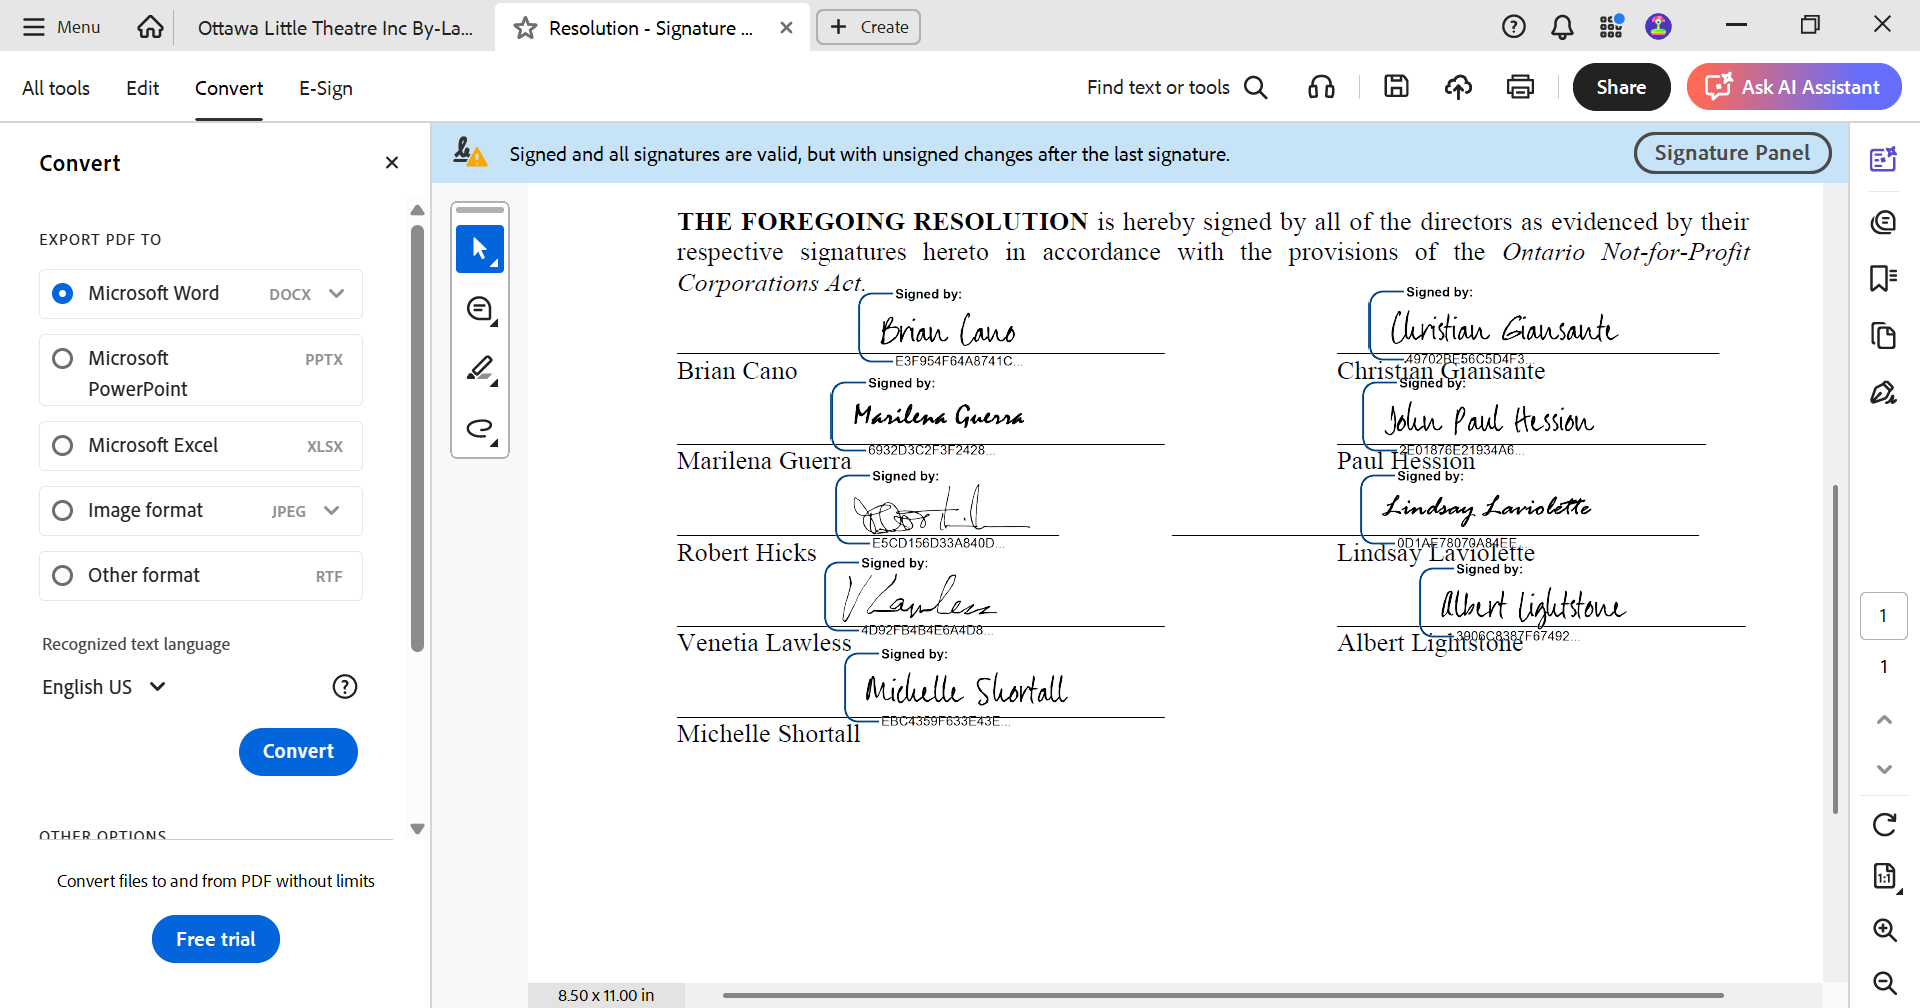 Menu
Ottawa Little Theatre Inc By-La...
Resolution - Signature ...
Create
All tools
Edit
Convert
E-Sign
Find text or tools
Share
Ask AI Assistant
Convert
EXPORT PDF TO
Microsoft Word DOCX
Microsoft PPTX
PowerPoint
Microsoft Excel XLSX
Image format JPEG
Other format RTF
Recognized text language
English US
Convert
OTHER OPTIONS
Convert files to and from PDF without limits
Free trial
Signed and all signatures are valid, but with unsigned changes after the last signature.
Signature Panel
THE FOREGOING RESOLUTION is hereby signed by all of the directors as evidenced by their
respective signatures hereto in accordance with the provisions of the Ontario Not-for-Profit
Corporations Act.
Signed by:
Brian Cano
E3F954F64A8741C...
Brian Cano
Signed by:
Christian Giansante
49702BE56C5D4F3...
Christian Giansante
Signed by:
Marilena Guerra
6932D3C2F3F2428...
Marilena Guerra
Signed by:
John Paul Hession
2E01876E21934A6...
Paul Hession
Signed by:
E5CD156D33A840D...
Robert Hicks
Signed by:
Lindsay Laviolette
0D1AE78070A84EE...
Lindsay Laviolette
Signed by:
V Lawless
4D92FB4B4E6A4D8...
Venetia Lawless
Signed by:
Albert Lightstone
3906C8387F67492...
Albert Lightstone
Signed by:
Michelle Shortall
EBC4359F633E43E...
Michelle Shortall
8.50 x 11.00 in
1
1
1:1